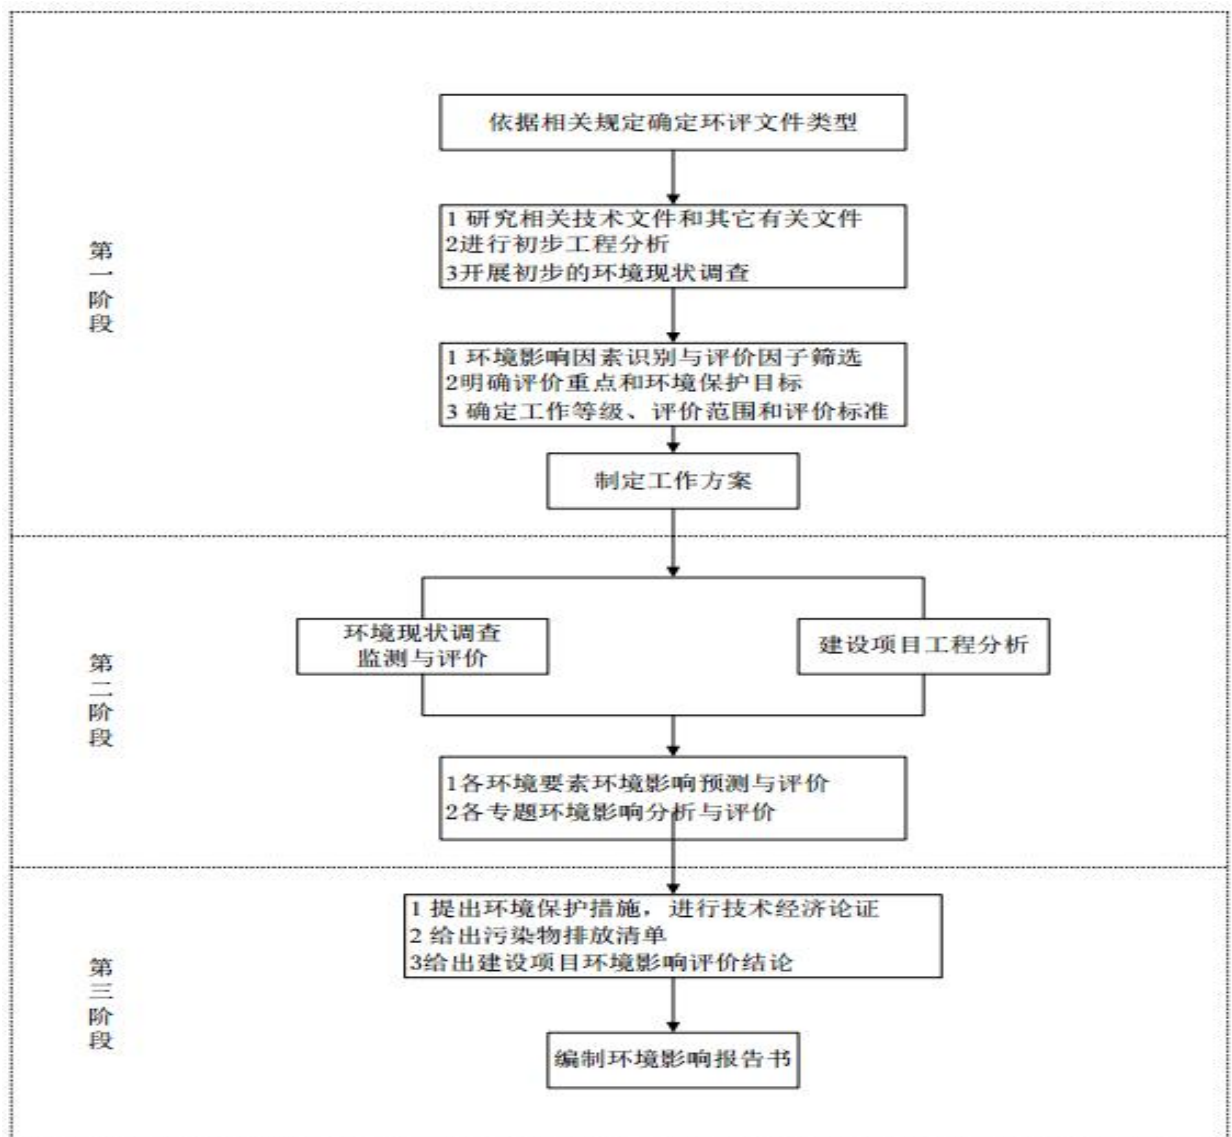 第一阶段
依据相关规定确定环评文件类型
1 研究相关技术文件和其它有关文件
2进行初步工程分析
3开展初步的环境现状调查
1 环境影响因素识别与评价因子筛选
2明确评价重点和环境保护目标
3 确定工作等级、评价范围和评价标准
制定工作方案
第二阶段
环境现状调查
监测与评价
建设项目工程分析
1各环境要素环境影响预测与评价
2各专题环境影响分析与评价
第三阶段
1 提出环境保护措施，进行技术经济论证
2 给出污染物排放清单
3给出建设项目环境影响评价结论
编制环境影响报告书